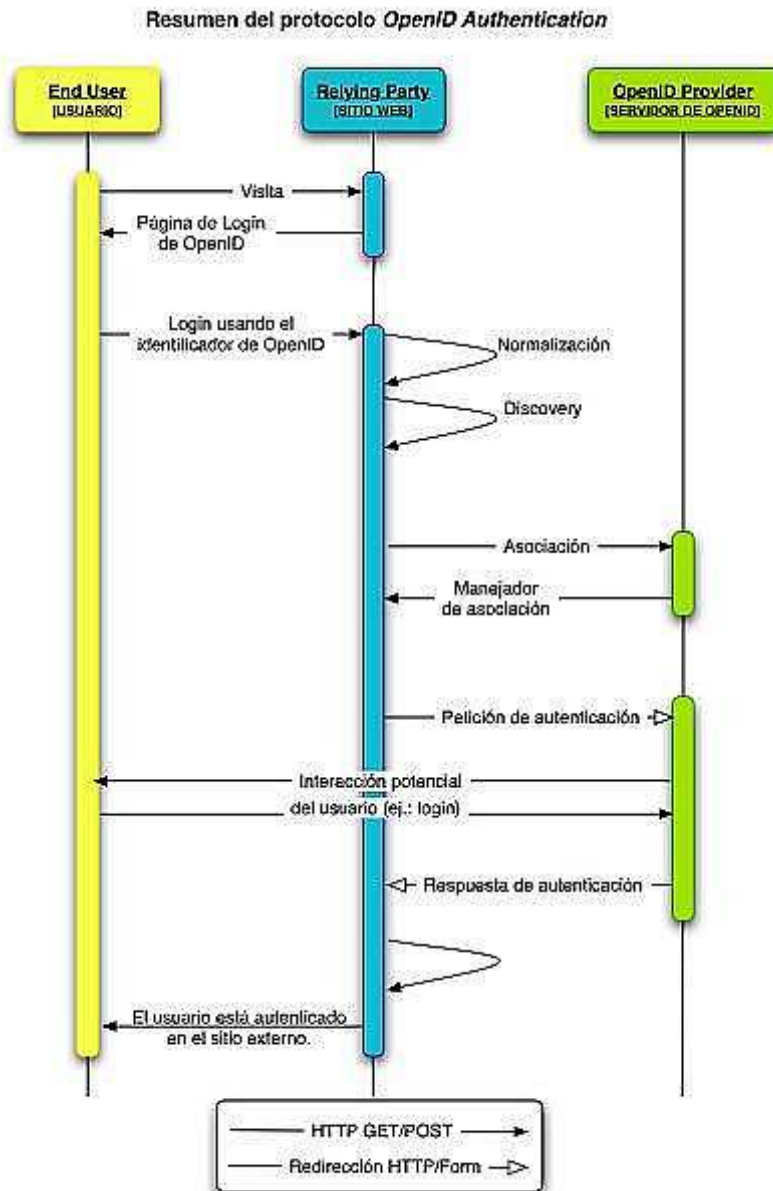 Resumen del protocolo OpenID Authentication
End User
[USUARIO]
Relying Party
[SITIO WEB]
OpenID Provider
[SERVIDOR DE OPENID]
Visita
Página de Login
de OpenID
Login usando el
identificador de OpenID
Normalización
Discovery
Asociación
Manejador
de asociación
Petición de autenticación
Interacción potencial
del usuario (ej.: login)
Respuesta de autenticación
El usuario está autenticado
en el sitio externo.
HTTP GET/POST
Redirección HTTP/Form